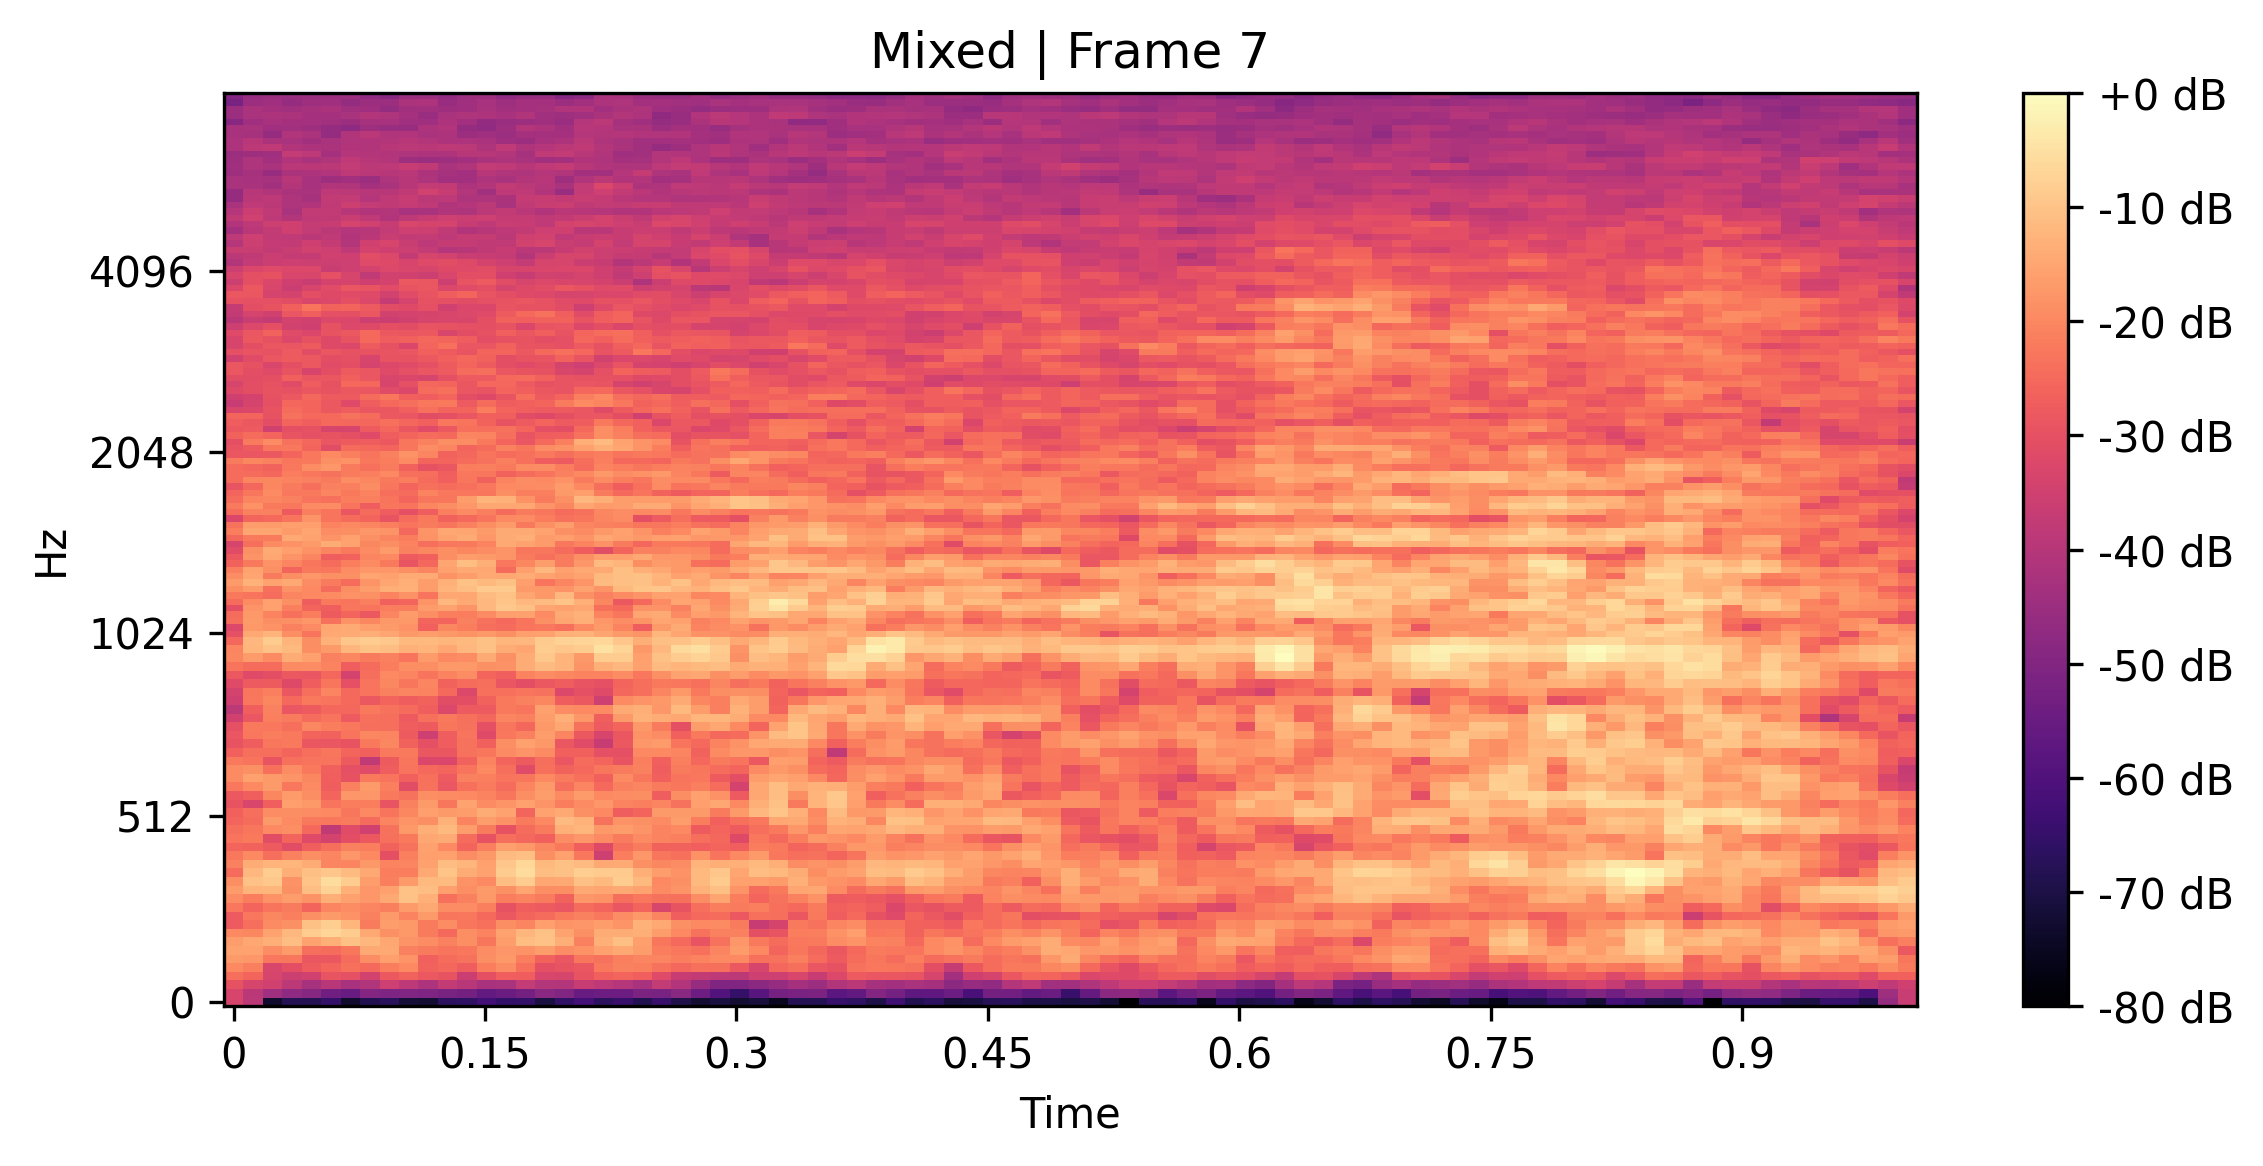 Mixed | Frame 7
+0 dB
-10 dB
-20 dB
-30 dB
-40 dB
-50 dB
-60 dB
-70 dB
-80 dB
4096
2048
1024
512
0
Hz
0 0.15 0.3 0.45 0.6 0.75 0.9
Time